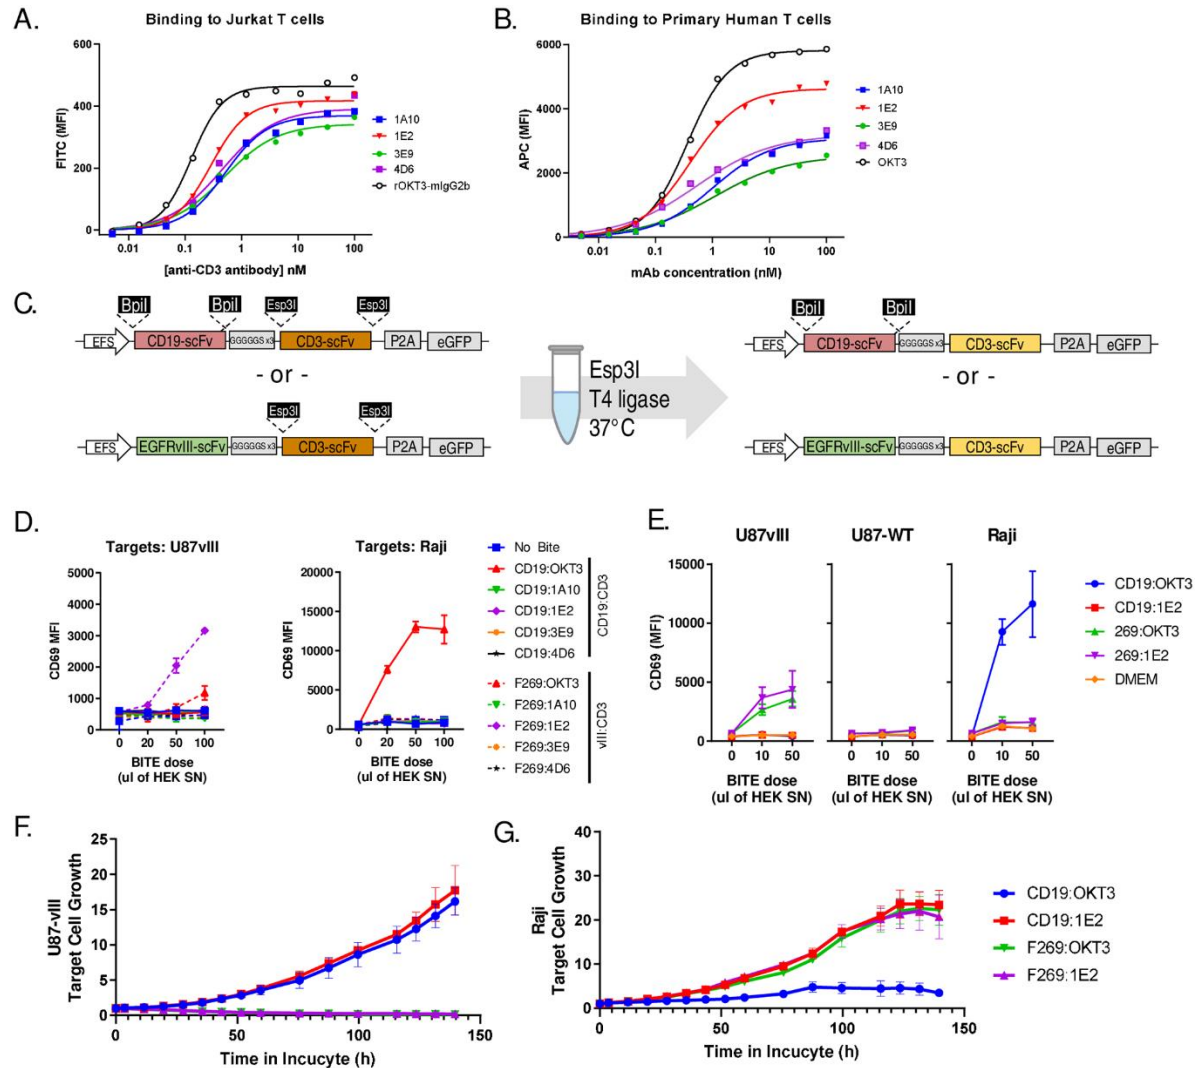 A.
Binding to Jurkat T cells
FITC (MFI)
600
400
200
0
0.01
0.1
1
10
100
[anti-CD3 antibody] nM
1A10
1E2
3E9
4D6
rOKT3-mIgG2b
B.
Binding to Primary Human T cells
APC (MFI)
6000
4000
2000
0
0.01
0.1
1
10
100
mAb concentration (nM)
1A10
1E2
3E9
4D6
OKT3
C.
BpiI
BpiI
Esp3I
Esp3I
EFS
CD19-scFv
GGGGGS x3
CD3-scFv
P2A
eGFP
- or -
Esp3I
Esp3I
EFS
EGFRvIII-scFv
GGGGGS x3
CD3-scFv
P2A
eGFP
Esp3I
T4 ligase
37°C
BpiI
BpiI
EFS
CD19-scFv
GGGGGS x3
CD3-scFv
P2A
eGFP
- or -
EFS
EGFRvIII-scFv
GGGGGS x3
CD3-scFv
P2A
eGFP
D.
Targets: U87vIII
CD69 MFI
5000
4000
3000
2000
1000
0
0
20
50
100
BITE dose
(ul of HEK SN)
Targets: Raji
CD69 MFI
20000
15000
10000
5000
0
0
20
50
100
BITE dose
(ul of HEK SN)
No Bite
CD19:OKT3
CD19:1A10
CD19:1E2
CD19:3E9
CD19:4D6
CD19:CD3
F269:OKT3
F269:1A10
F269:1E2
F269:3E9
F269:4D6
vIII:CD3
E.
U87vIII
U87-WT
Raji
CD69 (MFI)
15000
10000
5000
0
0
10
50
BITE dose
(ul of HEK SN)
0
10
50
BITE dose
(ul of HEK SN)
0
10
50
BITE dose
(ul of HEK SN)
CD19:OKT3
CD19:1E2
269:OKT3
269:1E2
DMEM
F.
U87-vIII
Target Cell Growth
25
20
15
10
5
0
0
50
100
150
Time in Incucyte (h)
G.
Raji
Target Cell Growth
40
30
20
10
0
0
50
100
150
Time in Incucyte (h)
CD19:OKT3
CD19:1E2
F269:OKT3
F269:1E2